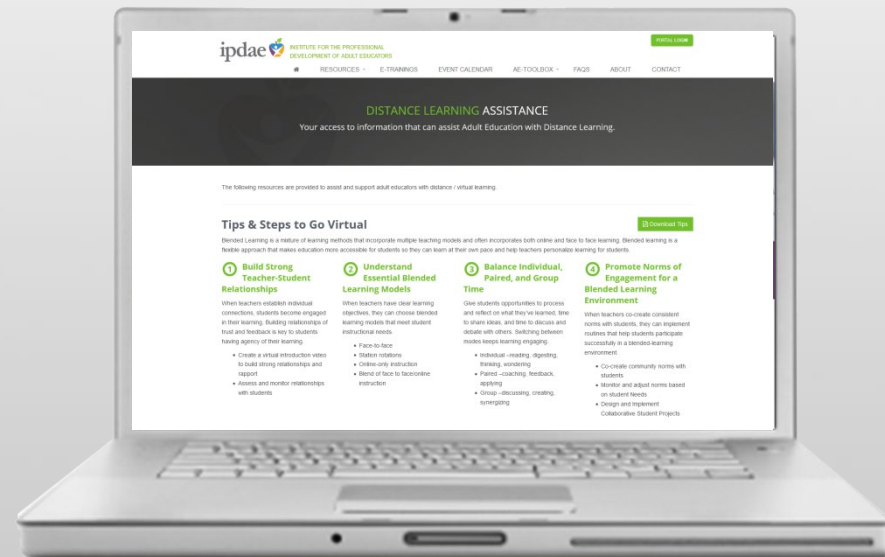 ipdae
INSTITUTE FOR THE PROFESSIONAL
DEVELOPMENT OF ADULT EDUCATORS
PORTAL LOGIN
RESOURCES
E-TRAININGS
EVENT CALENDAR
AE-TOOLBOX
FAQS
ABOUT
CONTACT
DISTANCE LEARNING ASSISTANCE
Your access to information that can assist Adult Education with Distance Learning.
The following resources are provided to assist and support adult educators with distance / virtual learning.
Tips & Steps to Go Virtual
Download Tips
Blended Learning is a mixture of learning methods that incorporate multiple teaching models and often incorporates both online and face to face learning. Blended learning is a
flexible approach that makes education more accessible for students so they can learn at their own pace and help teachers personalize learning for students.
1 Build Strong
Teacher-Student
Relationships
When teachers establish individual
connections, students become engaged
in their learning. Building relationships of
trust and feedback is key to students
having agency of their learning.
• Create a virtual introduction video
to build strong relationships and
rapport
• Assess and monitor relationships
with students
2 Understand
Essential Blended
Learning Models
When teachers have clear learning
objectives, they can choose blended
learning models that meet student
instructional needs.
• Face-to-face
• Station rotations
• Online-only instruction
• Blend of face to face/online
instruction
3 Balance Individual,
Paired, and Group
Time
Give students opportunities to process
and reflect on what they've learned, time
to share ideas, and time to discuss and
debate with others. Switching between
modes keeps learning engaging.
• Individual –reading, digesting,
thinking, wondering
• Paired –coaching, feedback,
applying
• Group –discussing, creating,
synergizing
4 Promote Norms of
Engagement for a
Blended Learning
Environment
When teachers co-create consistent
norms with students, they can implement
routines that help students participate
successfully in a blended-learning
environment.
• Co-create community norms with
students.
• Monitor and adjust norms based
on student Needs
• Design and Implement
Collaborative Student Projects